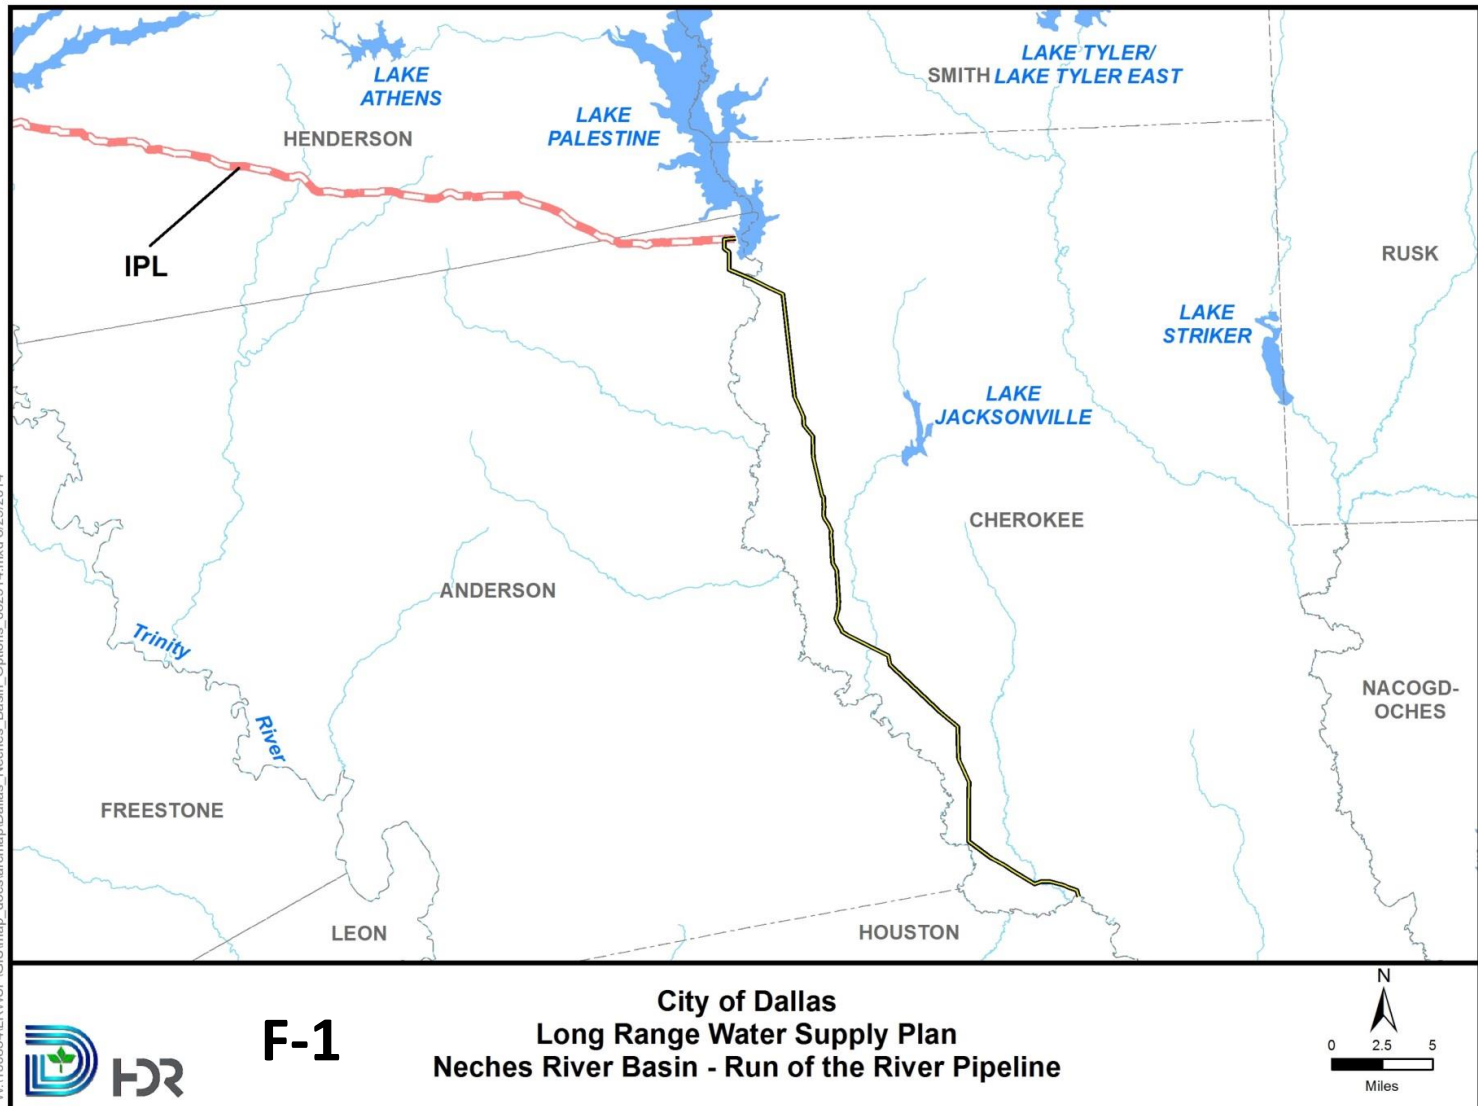 LAKE TYLER/
SMITH LAKE TYLER EAST
LAKE
ATHENS
LAKE
PALESTINE
HENDERSON
IPL
RUSK
LAKE
STRIKER
LAKE
JACKSONVILLE
CHEROKEE
ANDERSON
Trinity
River
NACOGD-
OCHES
FREESTONE
LEON
HOUSTON
City of Dallas
Long Range Water Supply Plan
Neches River Basin - Run of the River Pipeline
F-1
HDR
N
0 2.5 5
Miles